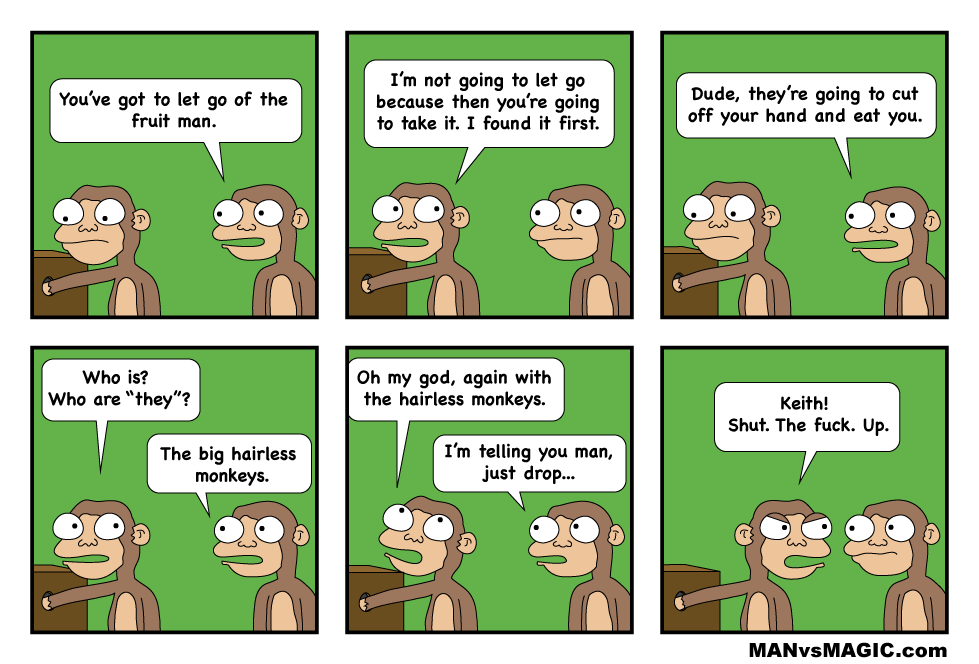 You've got to let go of the
fruit man.
I'm not going to let go
because then you're going
to take it. I found it first.
Dude, they're going to cut
off your hand and eat you.
Who is?
Who are "they"?
The big hairless
monkeys.
Oh my god, again with
the hairless monkeys.
I'm telling you man,
just drop...
Keith!
Shut. The fuck. Up.
MANvsMAGIC.com